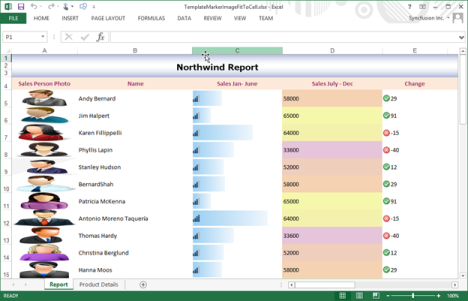 TemplateMarkerImageFitToCell.xlsx - Excel
FILE HOME INSERT PAGE LAYOUT FORMULAS DATA REVIEW VIEW TEAM Syncfusion
P1 fx
A B C D E
1
2 Northwind Report
3
4 Sales Person Photo Name Sales Jan- June Sales July - Dec Change
5 Andy Bernard 58000 29
6 Jim Halpert 65000 91
7 Karen Fillippelli 64000 -15
8 Phyllis Lapin 33600 -40
9 Stanley Hudson 52000 12
10 BernardShah 58000 29
11 Patricia McKenna 65000 91
12 Antonio Moreno Taquería 64000 -15
13 Thomas Hardy 33600 -40
14 Christina Berglund 52000 12
15 Hanna Moos 58000 29
Report Product Details
READY 100%